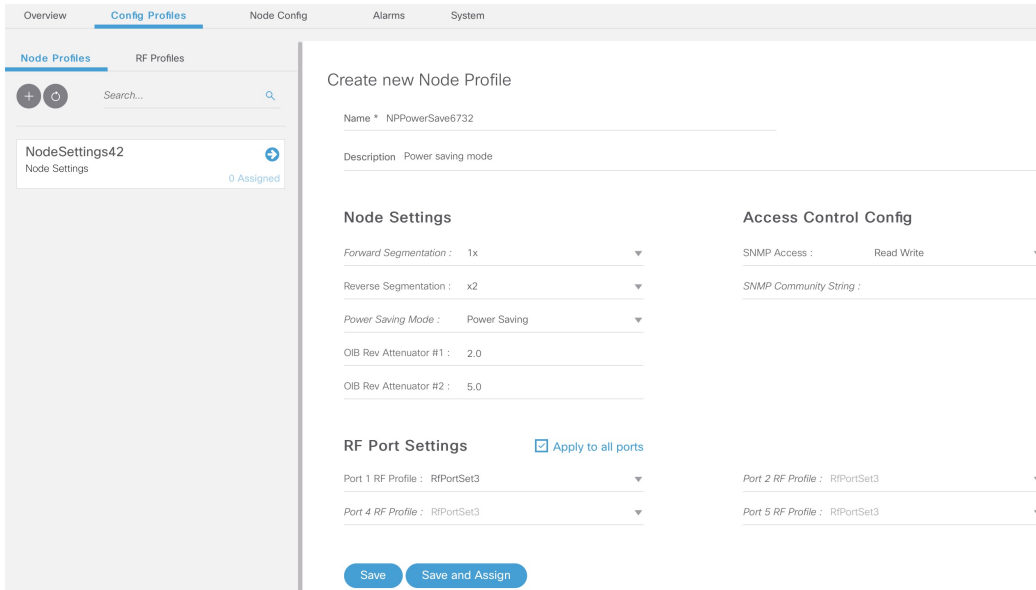 Overview Config Profiles Node Config Alarms System
Node Profiles RF Profiles
Search...
NodeSettings42
Node Settings
0 Assigned
Create new Node Profile
Name * NPPowerSave6732
Description Power saving mode
Node Settings
Forward Segmentation : 1x
Reverse Segmentation : x2
Power Saving Mode : Power Saving
OIB Rev Attenuator #1 : 2.0
OIB Rev Attenuator #2 : 5.0
Access Control Config
SNMP Access : Read Write
SNMP Community String :
RF Port Settings Apply to all ports
Port 1 RF Profile : RfPortSet3
Port 2 RF Profile : RfPortSet3
Port 4 RF Profile : RfPortSet3
Port 5 RF Profile : RfPortSet3
Save Save and Assign